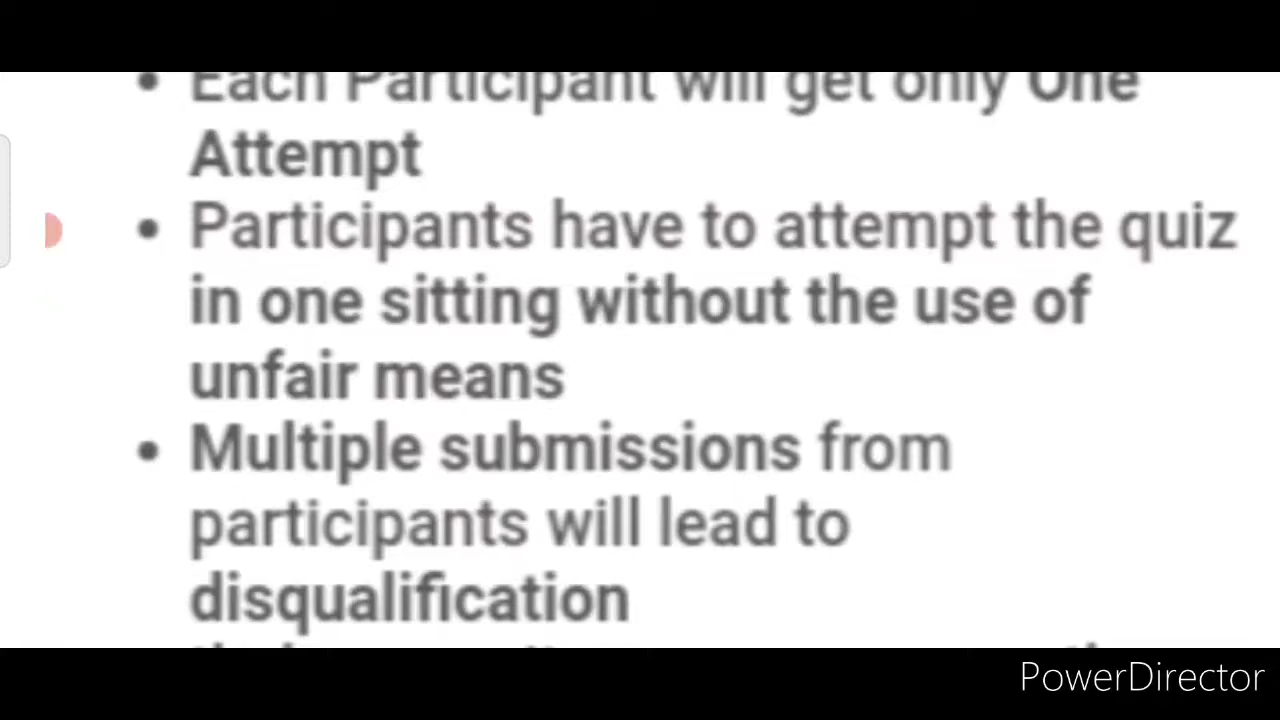 Each Participant will get only One
Attempt
• Participants have to attempt the quiz
in one sitting without the use of
unfair means
• Multiple submissions from
participants will lead to
disqualification
PowerDirector